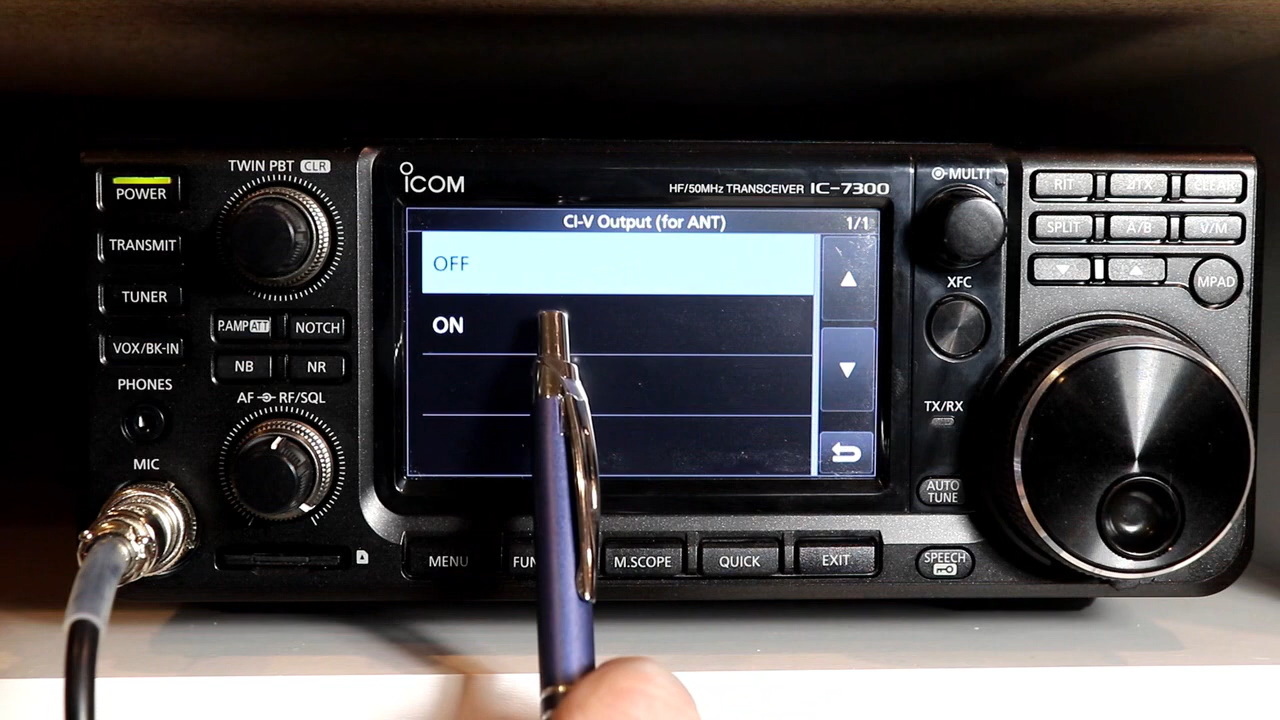 TWIN PBT CLR
POWER
TRANSMIT
TUNER
VOX/BK-IN
P.AMP ATT
NOTCH
NB
NR
PHONES
AF RF/SQL
MIC
ICOM
HF/50MHz TRANSCEIVER IC-7300
CI-V Output (for ANT) 1/1
OFF
ON
MENU
M.SCOPE
QUICK
EXIT
MULTI
XFC
TX/RX
AUTO
TUNE
SPEECH
RIT
ΔTX
CLEAR
SPLIT
A/B
V/M
MPAD